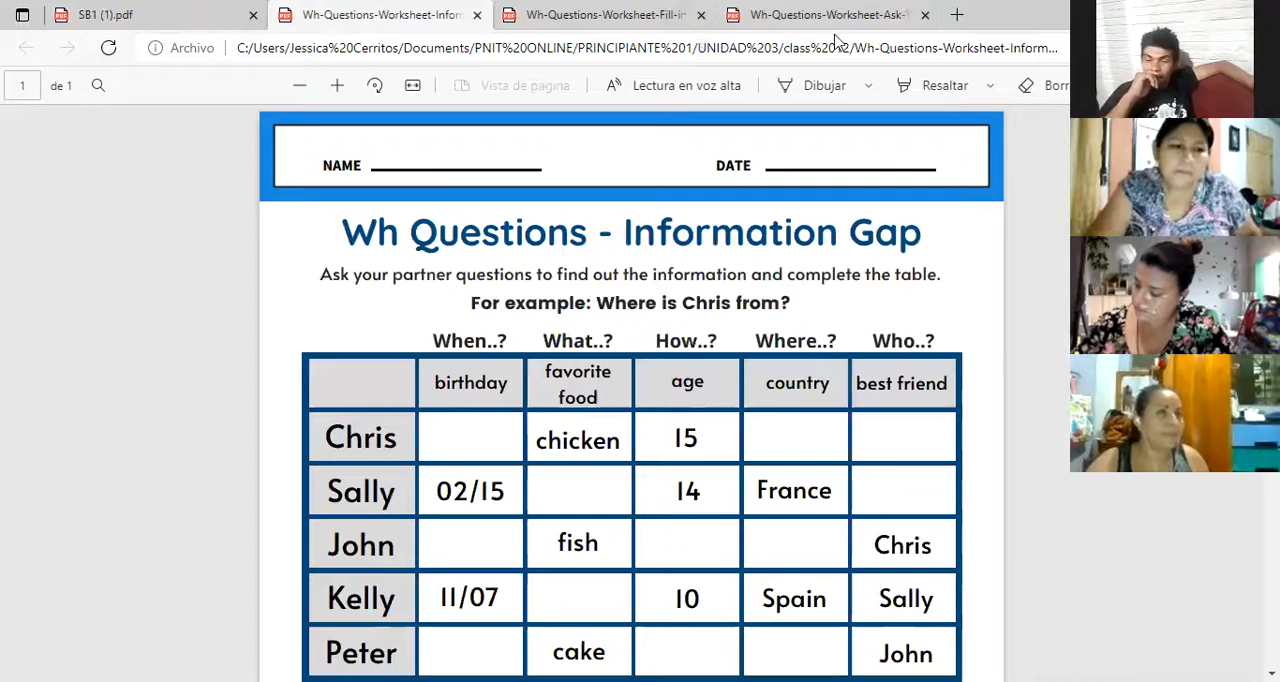 SB1 (1).pdf
Wh-Questions-Worksheet-Inform
Wh-Questions-Worksheet-Fill-in
Wh-Questions-Worksheet-Ask-
Archivo
C:/Users/Jessica%20Cerritos/Documents/PNIT%20ONLINE/PRINCIPIANTE%201/UNIDAD%203/class%202/Wh-Questions-Worksheet-Inform...
1 de 1 Vista de página Lectura en voz alta Dibujar Resaltar Borr
NAME DATE
Wh Questions - Information Gap
Ask your partner questions to find out the information and complete the table.
For example: Where is Chris from?
When..? What..? How..? Where..? Who..?
birthday favorite food age country best friend
Chris chicken 15
Sally 02/15 14 France
John fish Chris
Kelly 11/07 10 Spain Sally
Peter cake John